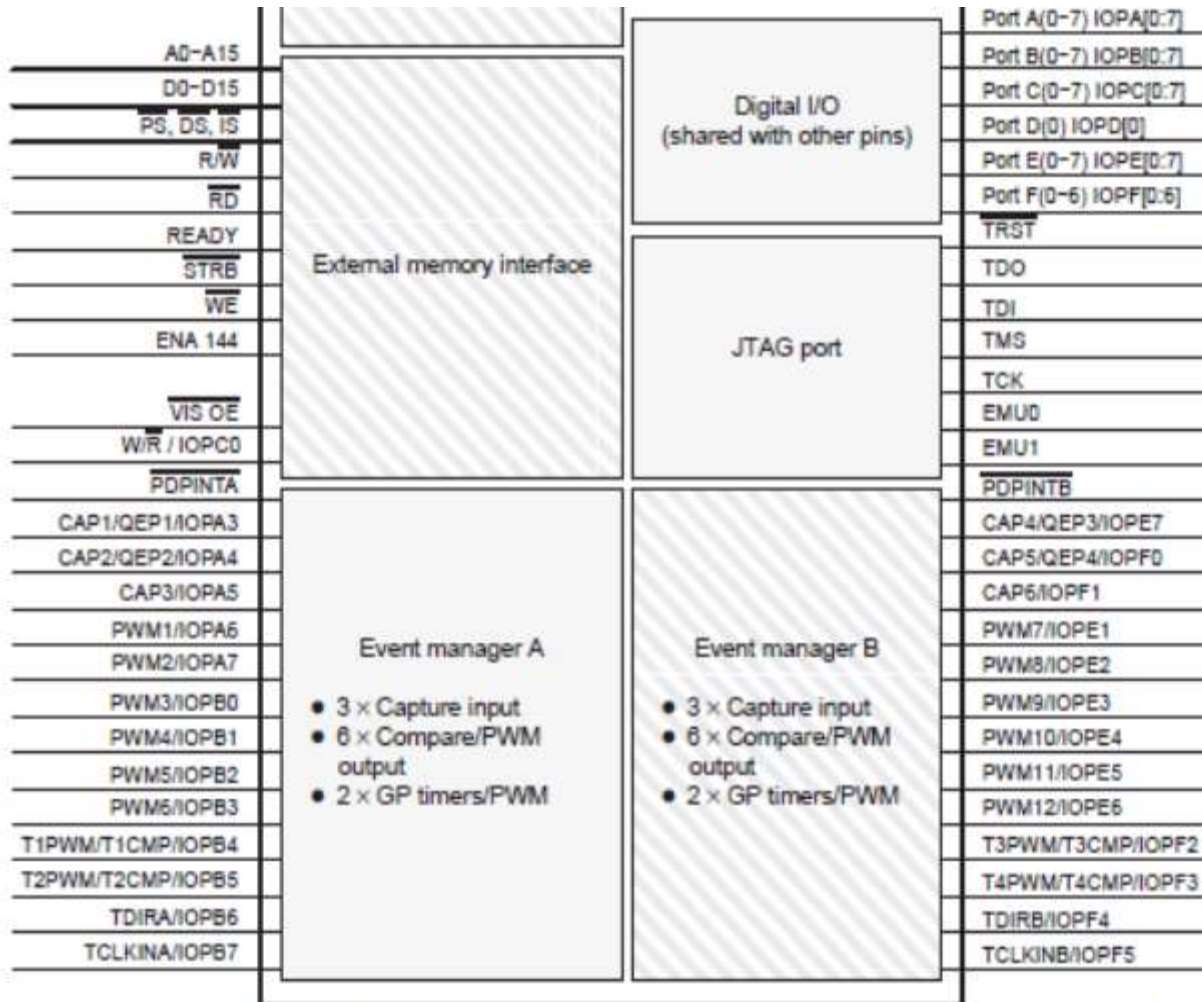 A0-A15
D0-D15
PS, DS, IS
R/W
RD
READY
STRB
WE
ENA 144
VIS OE
W/R / IOPC0
PDPINTA
CAP1/QEP1/IOPA3
CAP2/QEP2/IOPA4
CAP3/IOPA5
PWM1/IOPA6
PWM2/IOPA7
PWM3/IOPB0
PWM4/IOPB1
PWM5/IOPB2
PWM6/IOPB3
T1PWM/T1CMP/IOPB4
T2PWM/T2CMP/IOPB5
TDIRA/IOPB6
TCLKINA/IOPB7
External memory interface
Event manager A
● 3 × Capture input
● 6 × Compare/PWM
output
● 2 × GP timers/PWM
Digital I/O
(shared with other pins)
JTAG port
Event manager B
● 3 × Capture input
● 6 × Compare/PWM
output
● 2 × GP timers/PWM
Port A(0-7) IOPA[0:7]
Port B(0-7) IOPB[0:7]
Port C(0-7) IOPC[0:7]
Port D(0) IOPD[0]
Port E(0-7) IOPE[0:7]
Port F(0-6) IOPF[0:6]
TRST
TDO
TDI
TMS
TCK
EMU0
EMU1
PDPINTB
CAP4/QEP3/IOPE7
CAP5/QEP4/IOPF0
CAP6/IOPF1
PWM7/IOPE1
PWM8/IOPE2
PWM9/IOPE3
PWM10/IOPE4
PWM11/IOPE5
PWM12/IOPE6
T3PWM/T3CMP/IOPF2
T4PWM/T4CMP/IOPF3
TDIRB/IOPF4
TCLKINB/IOPF5